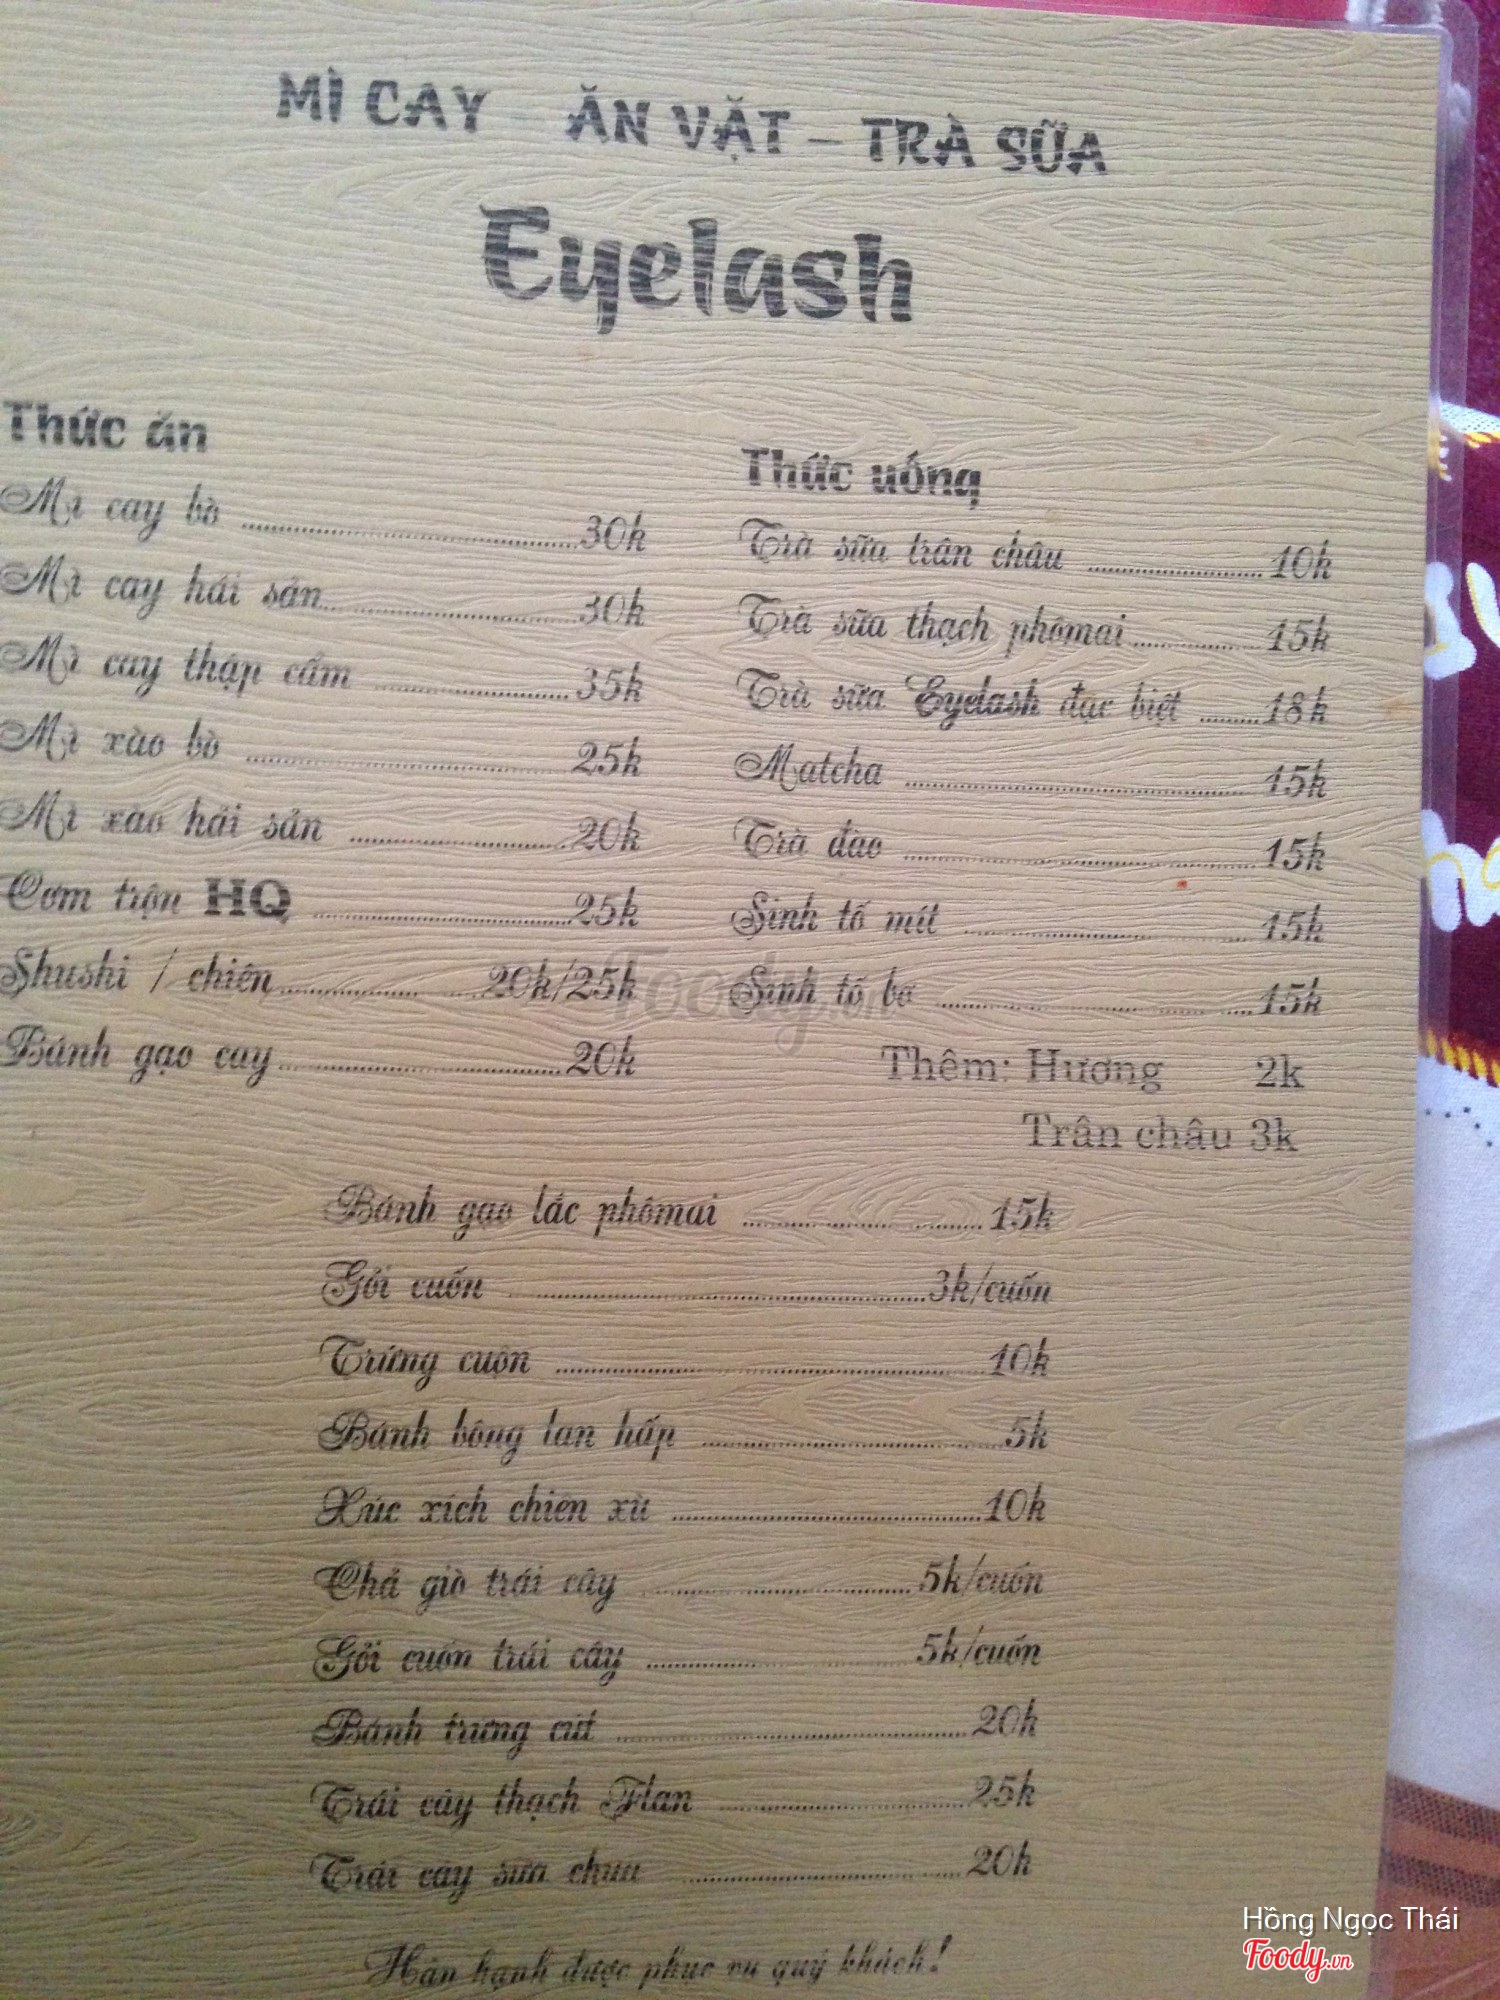 MÌ CAY – ĂN VẶT – TRÀ SỮA
Eyelash
Thức ăn
Mì cay bò 30k
Mì cay hải sản 30k
Mì cay thập cẩm 35k
Mì xào bò 25k
Mì xào hải sản 20k
Cơm trộn HQ 25k
Shushi / chiên 20k/25k
Bánh gạo cay 20k
Thức uống
Trà sữa trân châu 10k
Trà sữa thạch phômai 15k
Trà sữa Eyelash đặc biệt 18k
Matcha 15k
Trà đào 15k
Sinh tố mít 15k
Sinh tố bơ 15k
Thêm: Hương 2k
Trân châu 3k
Bánh gạo lắc phômai 15k
Gỏi cuốn 3k/cuốn
Trứng cuộn 10k
Bánh bông lan hấp 5k
Xúc xích chiên xù 10k
Chả giò trái cây 5k/cuốn
Gỏi cuốn trái cây 5k/cuốn
Bánh trứng cút 20k
Trái cây thạch Flan 25k
Trái cây sữa chua 20k
Hân hạnh được phục vụ quý khách!
Foody.vn
Hồng Ngọc Thái
Foody.vn